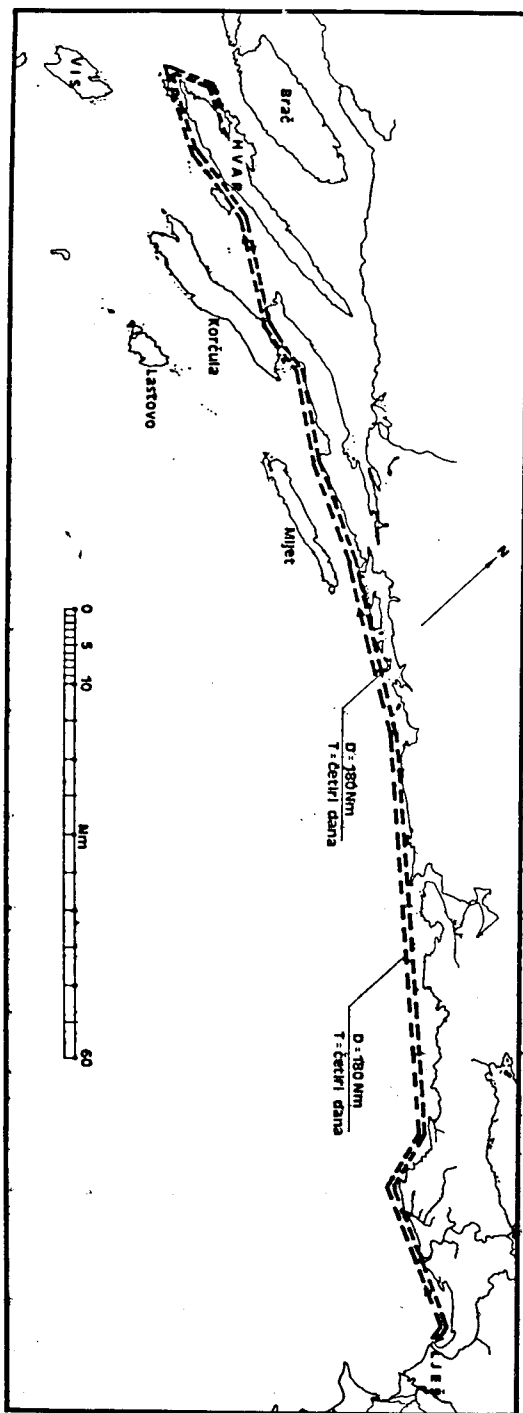 Vis
HVAR
Brač
Korčula
Lastovo
Mljet
N
D = 180 Nm
T = četiri dana
D = 180 Nm
T = četiri dana
LJEŠ
0 5 10 Nm 60